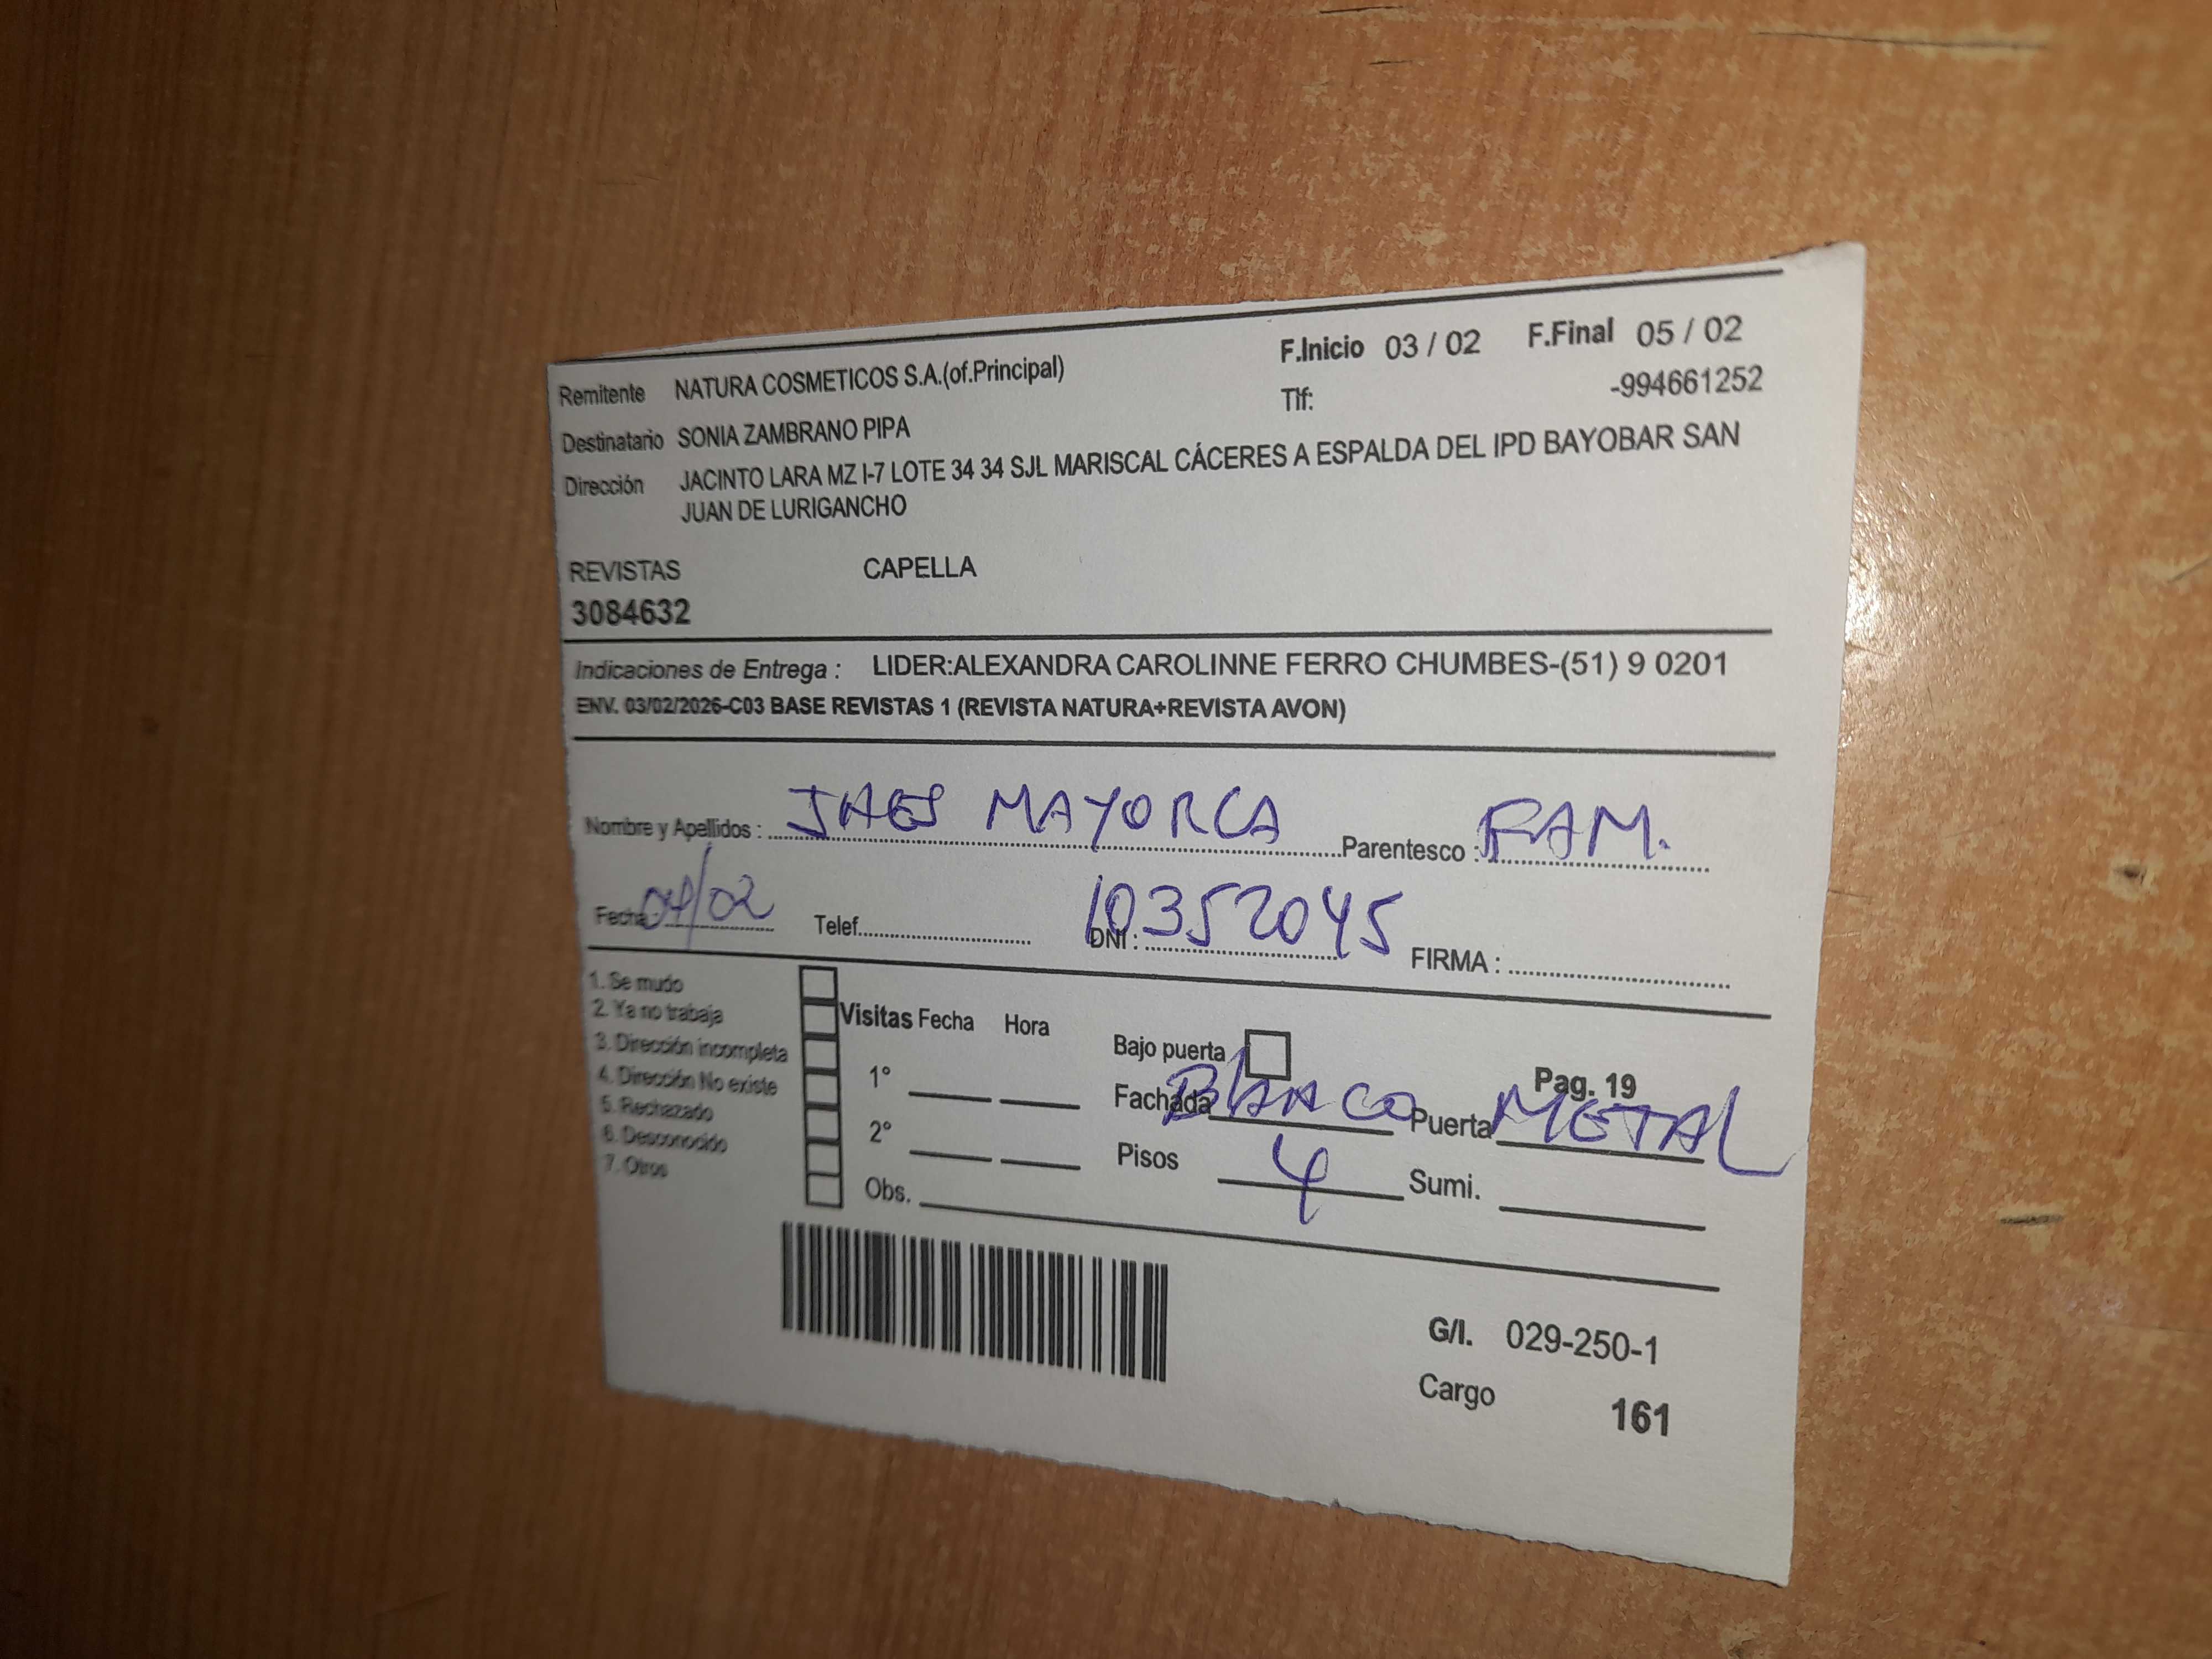 F.Inicio 03 / 02 F.Final 05 / 02
Remitente NATURA COSMETICOS S.A.(of.Principal)
Tlf: -994661252
Destinatario SONIA ZAMBRANO PIPA
Dirección JACINTO LARA MZ I-7 LOTE 34 34 SJL MARISCAL CÁCERES A ESPALDA DEL IPD BAYOBAR SAN
JUAN DE LURIGANCHO
REVISTAS CAPELLA
3084632
Indicaciones de Entrega : LIDER:ALEXANDRA CAROLINNE FERRO CHUMBES-(51) 9 0201
ENV. 03/02/2026-C03 BASE REVISTAS 1 (REVISTA NATURA+REVISTA AVON)
Nombre y Apellidos : MAYORCA Parentesco : FAM.
Fecha : 04/02 Telef. DNI : 10352045 FIRMA :
1. Se mudo
2. Ya no trabaja
3. Dirección incompleta
4. Dirección No existe
5. Rechazado
6. Desconocido
7. Otros
Visitas Fecha Hora
1°
2°
Obs.
Bajo puerta
Pag. 19
Fachada BLANCO Puerta METAL
Pisos 4 Sumi.
G/I. 029-250-1
Cargo 161